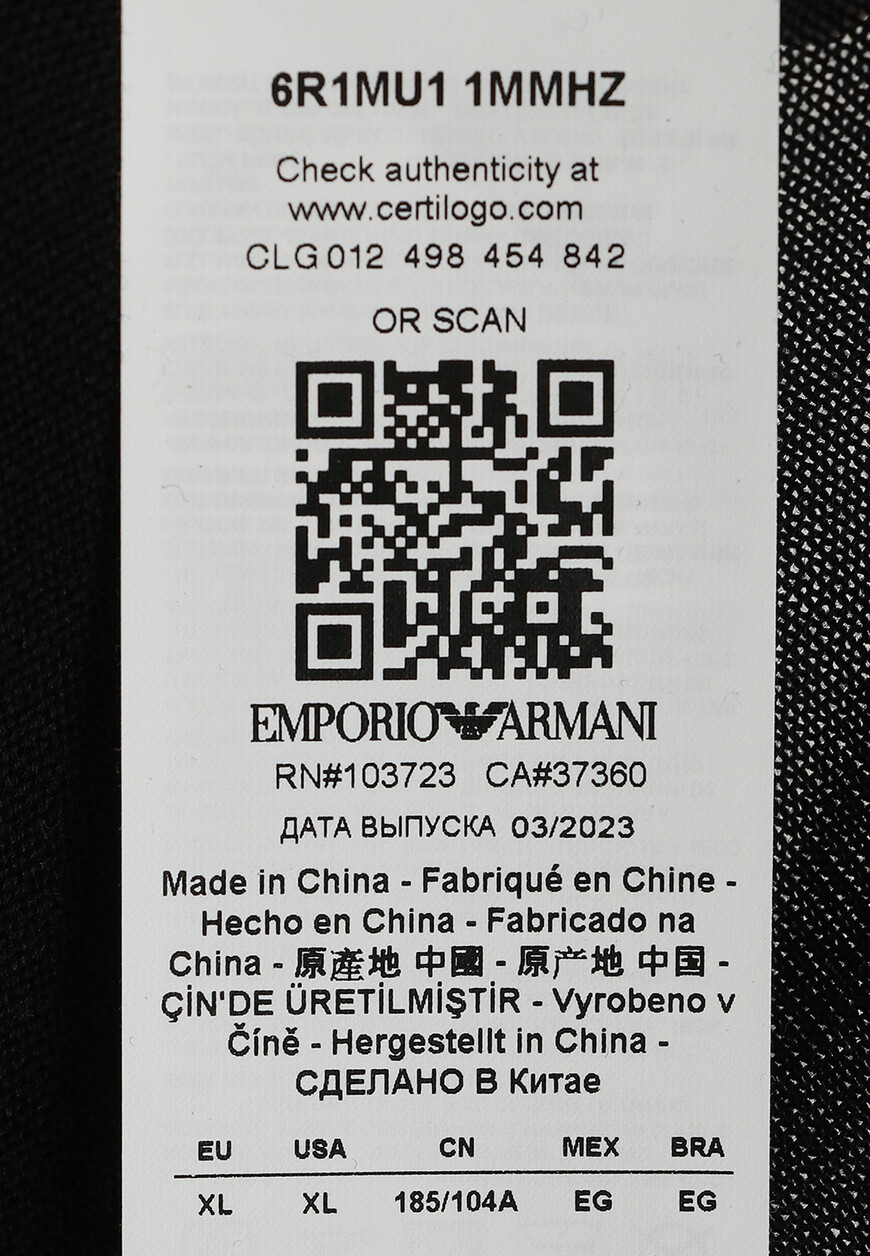 6R1MU1 1MMHZ
Check authenticity at
www.certilogo.com
CLG 012 498 454 842
OR SCAN
EMPORIO ARMANI
RN#103723 CA#37360
ДАТА ВЫПУСКА 03/2023
Made in China - Fabriqué en Chine -
Hecho en China - Fabricado na
China - 原產地 中國 - 原产地 中国 -
ÇİN'DE ÜRETİLMİŞTİR - Vyrobeno v
Číně - Hergestellt in China -
СДЕЛАНО В Китае
EU USA CN MEX BRA
XL XL 185/104A EG EG